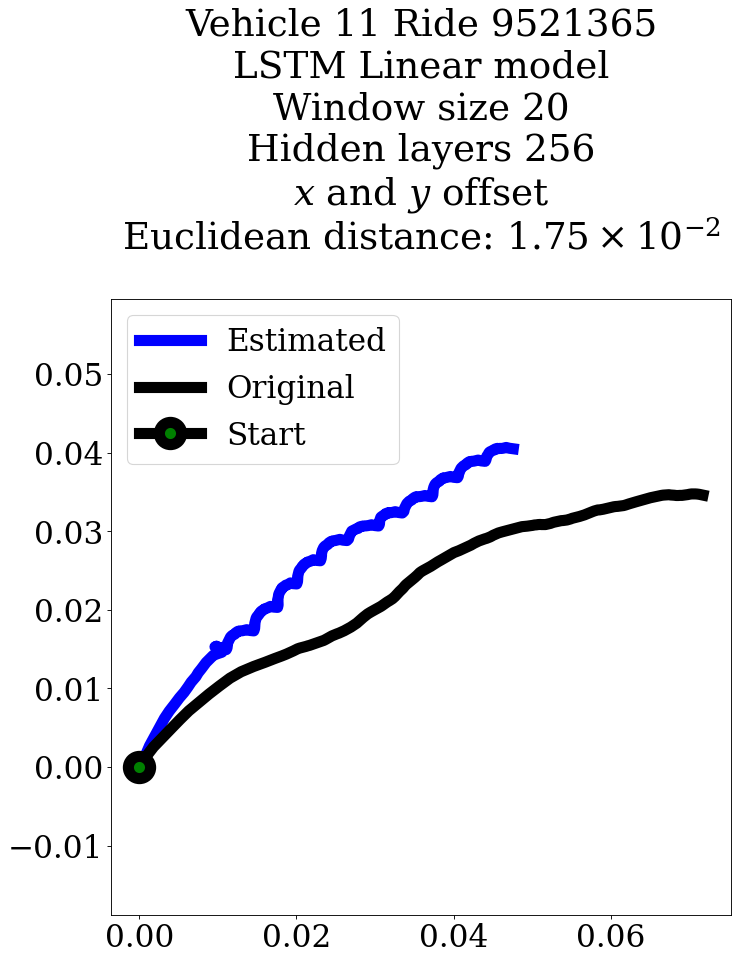 Vehicle 11 Ride 9521365
LSTM Linear model
Window size 20
Hidden layers 256
x and y offset
Euclidean distance: 1.75 × 10⁻²
Estimated
Original
Start
0.05
0.04
0.03
0.02
0.01
0.00
−0.01
0.00 0.02 0.04 0.06